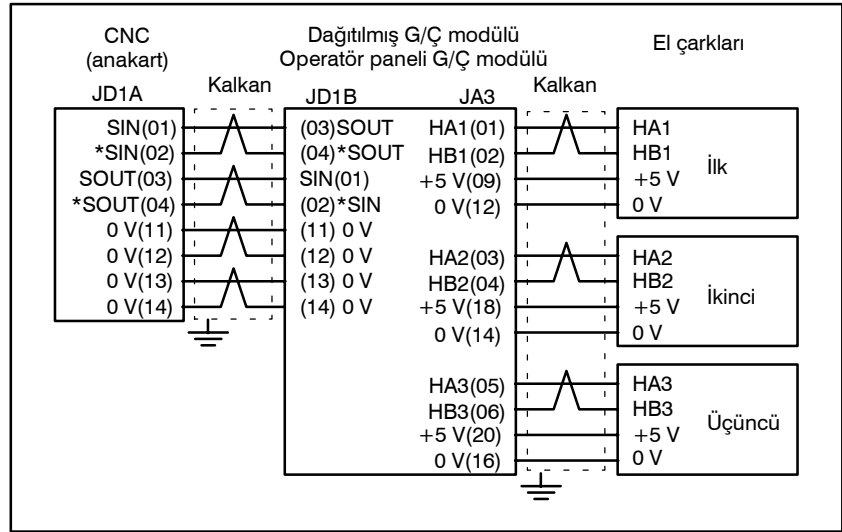 CNC
(anakart)
Dağıtılmış G/Ç modülü
Operatör paneli G/Ç modülü
El çarkları
JD1A
Kalkan
JD1B
JA3
Kalkan
SIN(01)
*SIN(02)
SOUT(03)
*SOUT(04)
0 V(11)
0 V(12)
0 V(13)
0 V(14)
(03)SOUT
(04)*SOUT
SIN(01)
(02)*SIN
(11) 0 V
(12) 0 V
(13) 0 V
(14) 0 V
HA1(01)
HB1(02)
+5 V(09)
0 V(12)
HA2(03)
HB2(04)
+5 V(18)
0 V(14)
HA3(05)
HB3(06)
+5 V(20)
0 V(16)
HA1
HB1
+5 V
0 V
İlk
HA2
HB2
+5 V
0 V
İkinci
HA3
HB3
+5 V
0 V
Üçüncü